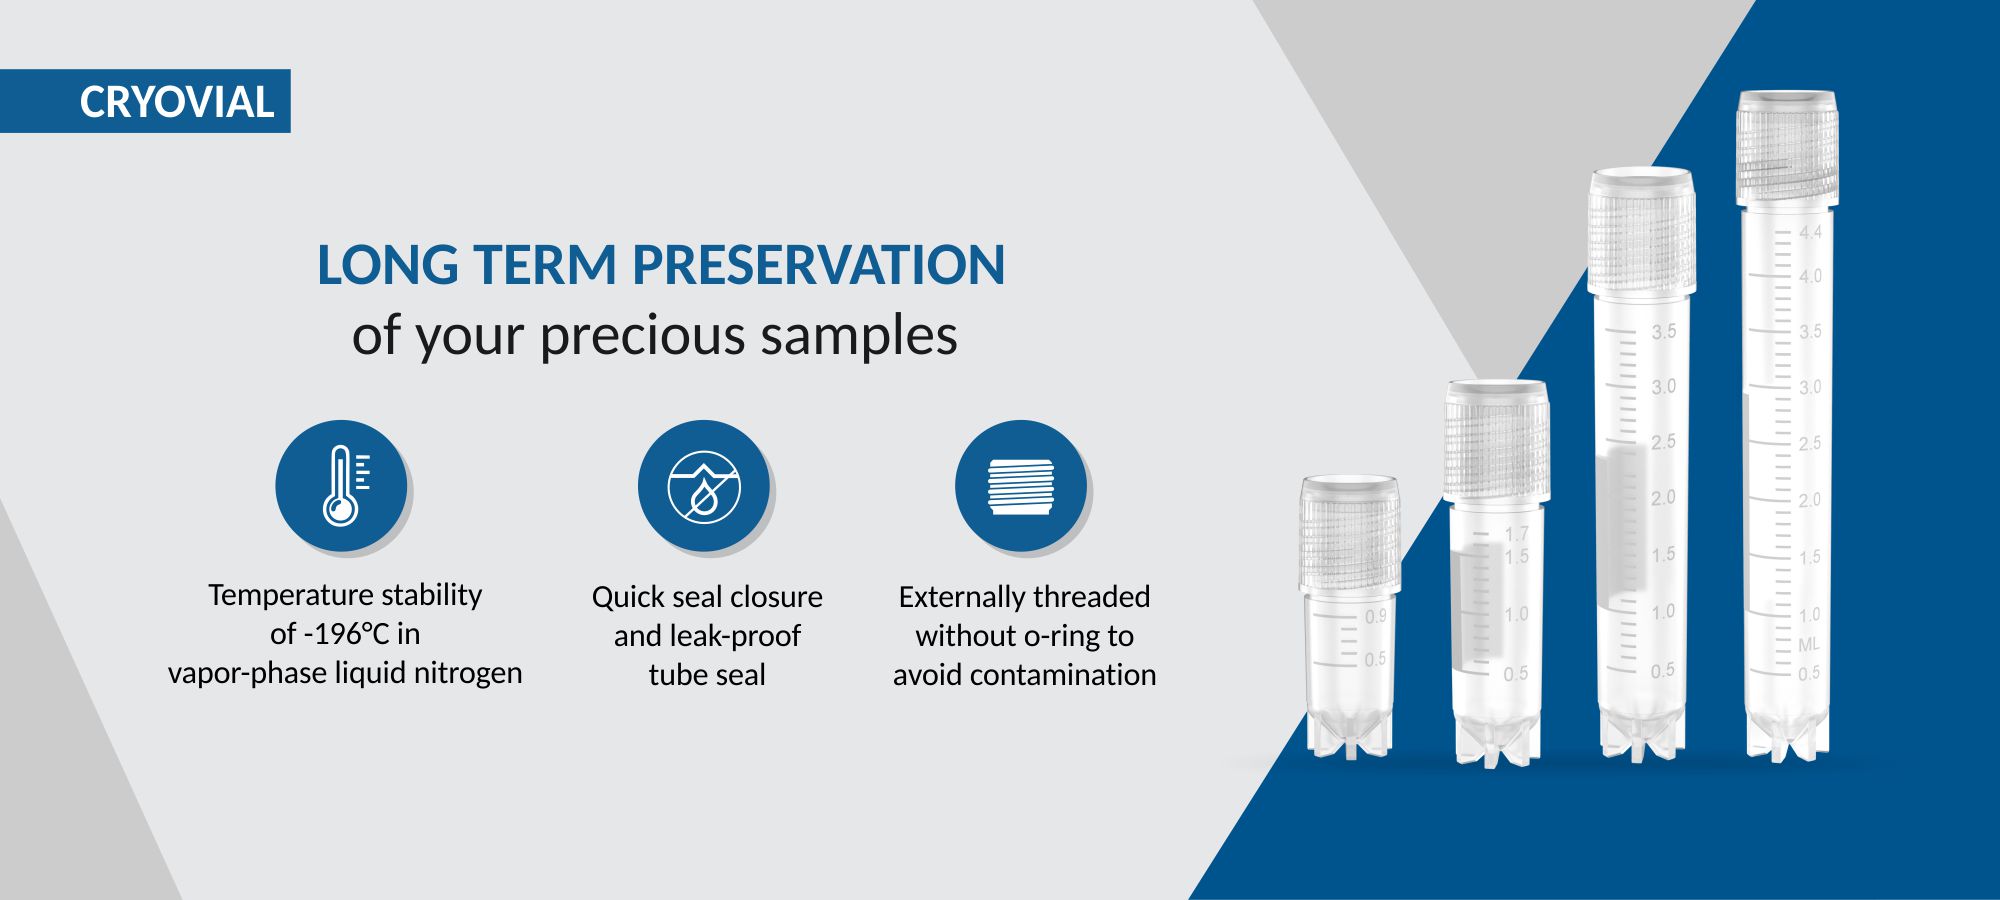 CRYOVIAL
LONG TERM PRESERVATION
of your precious samples
Temperature stability
of -196°C in
vapor-phase liquid nitrogen
Quick seal closure
and leak-proof
tube seal
Externally threaded
without o-ring to
avoid contamination
0.9
0.5
1.7
1.5
1.0
0.5
3.5
3.0
2.5
2.0
1.5
1.0
0.5
4.4
4.0
3.5
3.0
2.5
2.0
1.5
1.0
ML
0.5